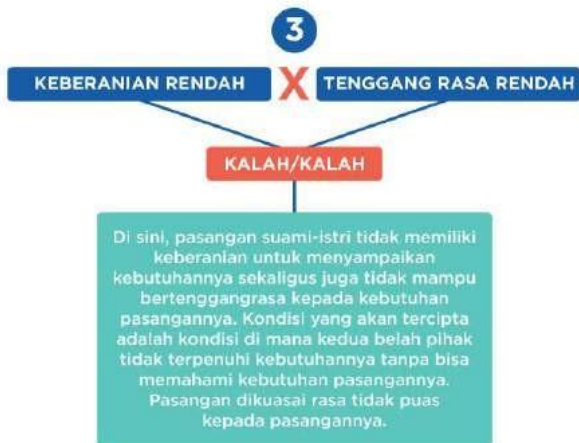 3
KEBERANIAN RENDAH X TENGGANG RASA RENDAH
KALAH/KALAH
Di sini, pasangan suami-istri tidak memiliki
keberanian untuk menyampaikan
kebutuhannya sekaligus juga tidak mampu
bertenggangrasa kepada kebutuhan
pasangannya. Kondisi yang akan tercipta
adalah kondisi di mana kedua belah pihak
tidak terpenuhi kebutuhannya tanpa bisa
memahami kebutuhan pasangannya.
Pasangan dikuasai rasa tidak puas
kepada pasangannya.